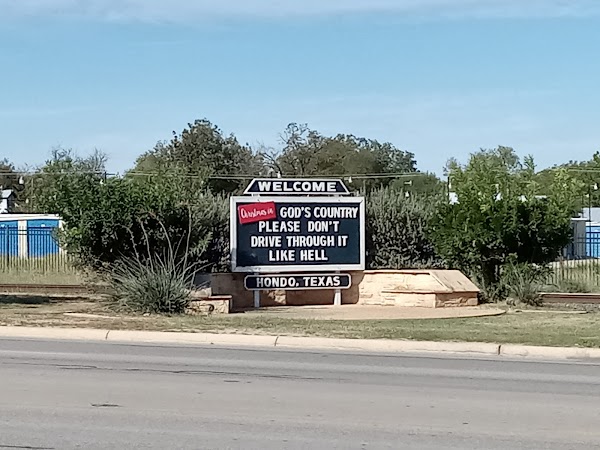 WELCOME
Christmas in GOD'S COUNTRY
PLEASE DON'T
DRIVE THROUGH IT
LIKE HELL
HONDO, TEXAS